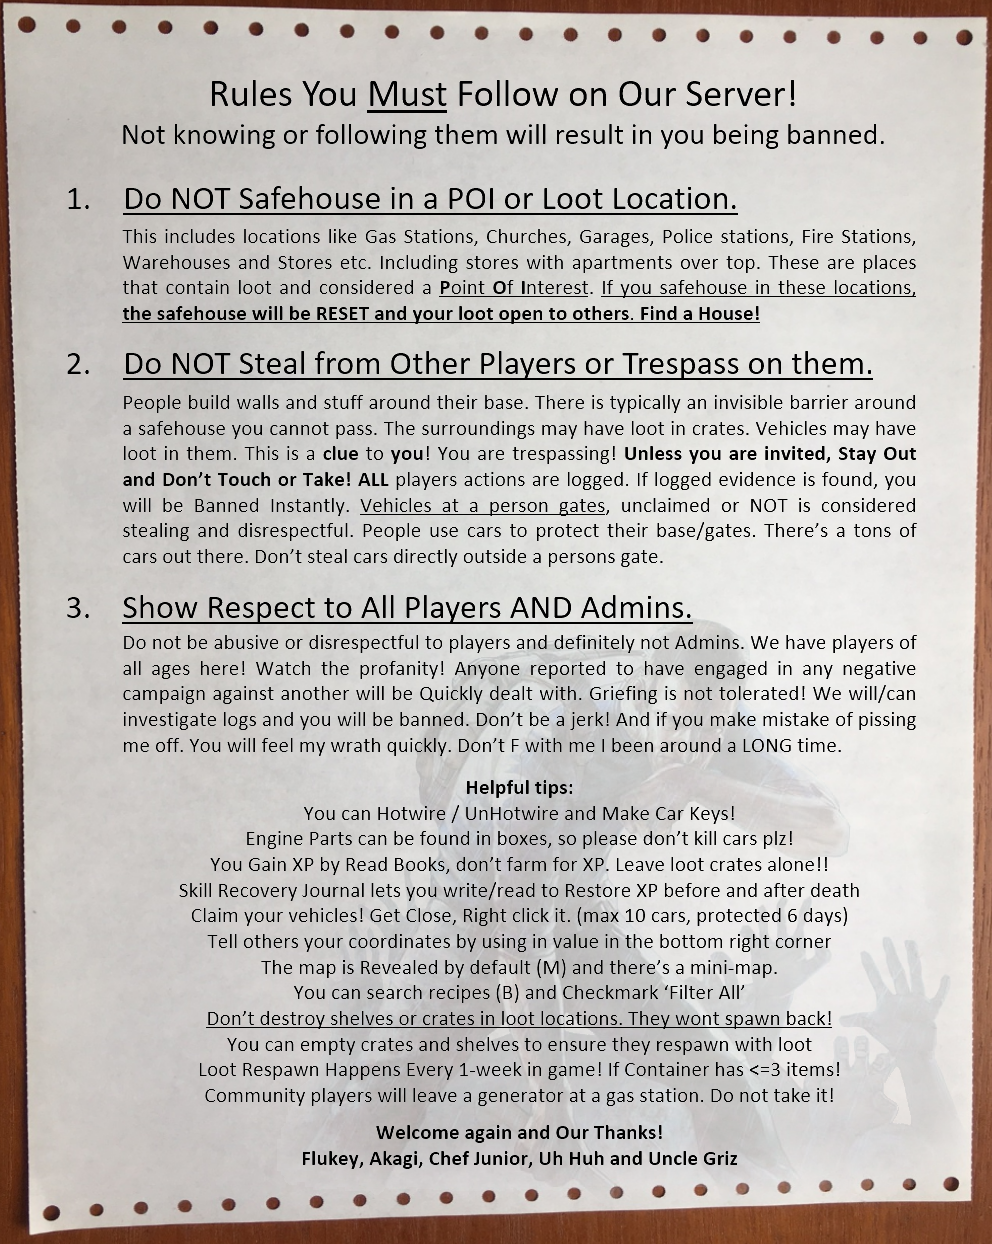 Rules You Must Follow on Our Server!
Not knowing or following them will result in you being banned.
1. Do NOT Safehouse in a POI or Loot Location.
This includes locations like Gas Stations, Churches, Garages, Police stations, Fire Stations,
Warehouses and Stores etc. Including stores with apartments over top. These are places
that contain loot and considered a Point Of Interest. If you safehouse in these locations,
the safehouse will be RESET and your loot open to others. Find a House!
2. Do NOT Steal from Other Players or Trespass on them.
People build walls and stuff around their base. There is typically an invisible barrier around
a safehouse you cannot pass. The surroundings may have loot in crates. Vehicles may have
loot in them. This is a clue to you! You are trespassing! Unless you are invited, Stay Out
and Don't Touch or Take! ALL players actions are logged. If logged evidence is found, you
will be Banned Instantly. Vehicles at a person gates, unclaimed or NOT is considered
stealing and disrespectful. People use cars to protect their base/gates. There's a tons of
cars out there. Don't steal cars directly outside a persons gate.
3. Show Respect to All Players AND Admins.
Do not be abusive or disrespectful to players and definitely not Admins. We have players of
all ages here! Watch the profanity! Anyone reported to have engaged in any negative
campaign against another will be Quickly dealt with. Griefing is not tolerated! We will/can
investigate logs and you will be banned. Don't be a jerk! And if you make mistake of pissing
me off. You will feel my wrath quickly. Don't F with me I been around a LONG time.
Helpful tips:
You can Hotwire / UnHotwire and Make Car Keys!
Engine Parts can be found in boxes, so please don't kill cars plz!
You Gain XP by Read Books, don't farm for XP. Leave loot crates alone!!
Skill Recovery Journal lets you write/read to Restore XP before and after death
Claim your vehicles! Get Close, Right click it. (max 10 cars, protected 6 days)
Tell others your coordinates by using in value in the bottom right corner
The map is Revealed by default (M) and there's a mini-map.
You can search recipes (B) and Checkmark 'Filter All'
Don't destroy shelves or crates in loot locations. They wont spawn back!
You can empty crates and shelves to ensure they respawn with loot
Loot Respawn Happens Every 1-week in game! If Container has <=3 items!
Community players will leave a generator at a gas station. Do not take it!
Welcome again and Our Thanks!
Flukey, Akagi, Chef Junior, Uh Huh and Uncle Griz